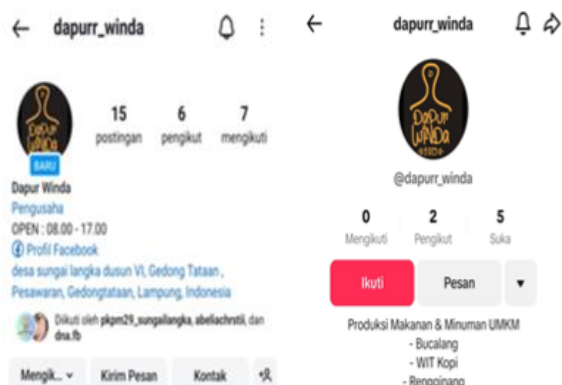 dapurr_winda
DAPUR
WINDA
BARU
15
postingan
6
pengikut
7
mengikuti
Dapur Winda
Pengusaha
OPEN : 08.00 - 17.00
Profil Facebook
desa sungai langka dusun VI, Gedong Tataan ,
Pesawaran, Gedongtataan, Lampung, Indonesia
Diikuti oleh pkpm29_sungailangka, abeliachrstii, dan
dna.fb
Mengik...
Kirim Pesan
Kontak
dapurr_winda
DAPUR
WINDA
@dapurr_winda
0
Mengikuti
2
Pengikut
5
Suka
Ikuti
Pesan
Produksi Makanan & Minuman UMKM
- Bucalang
- WIT Kopi
- Rengginang